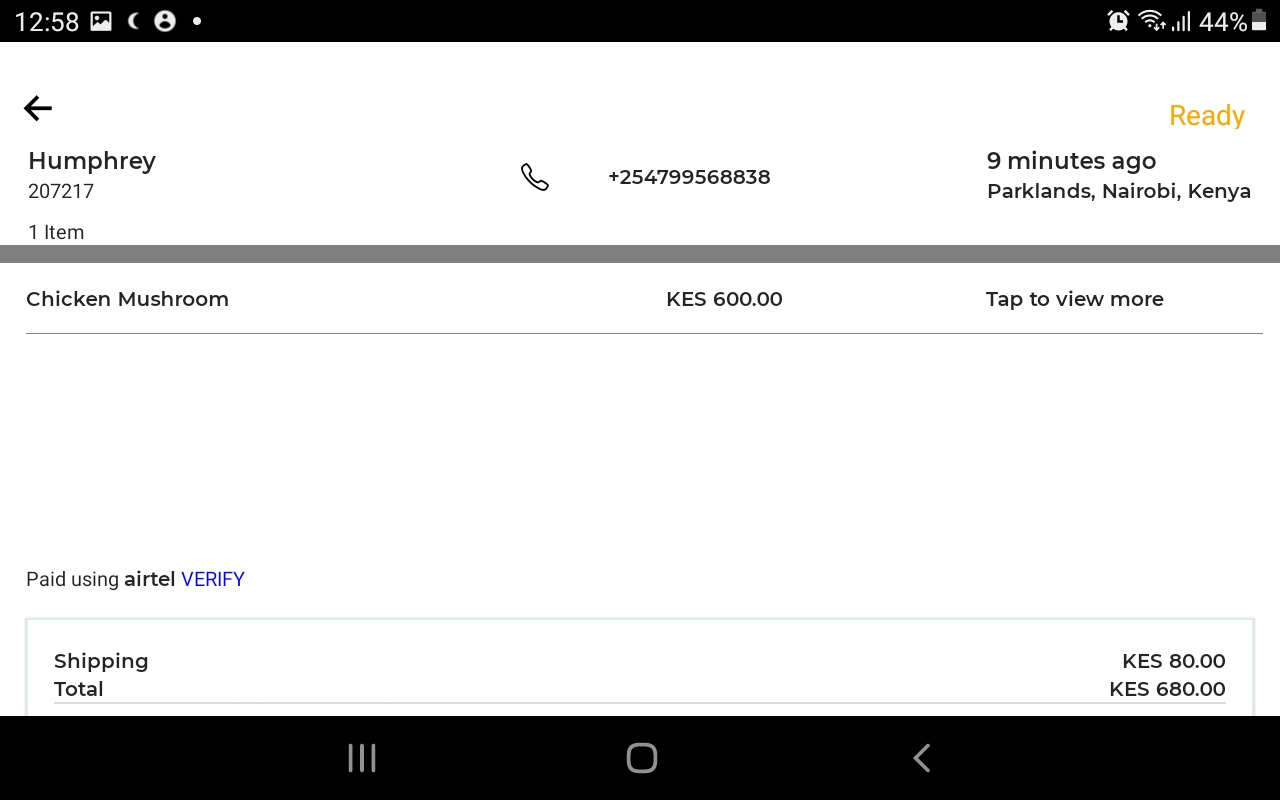 12:58
44%
Ready
Humphrey
207217
1 Item
+254799568838
9 minutes ago
Parklands, Nairobi, Kenya
Chicken Mushroom KES 600.00 Tap to view more
Paid using airtel VERIFY
Shipping KES 80.00
Total KES 680.00